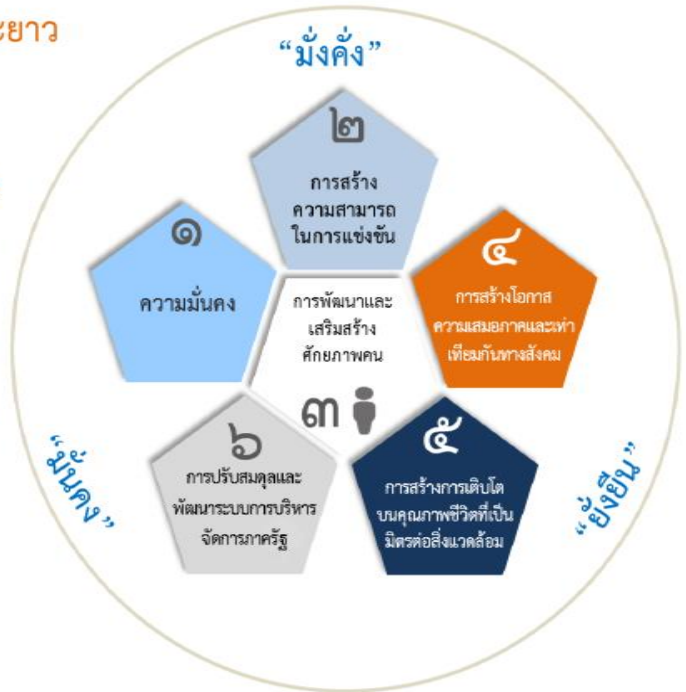 ะยาว
“มั่งคั่ง”
๒
การสร้าง
ความสามารถ
ในการแข่งขัน
๑
ความมั่นคง
๔
การสร้างโอกาส
ความเสมอภาคและเท่า
เทียมกันทางสังคม
การพัฒนาและ
เสริมสร้าง
ศักยภาพคน
๓
๖
การปรับสมดุลและ
พัฒนาระบบการบริหาร
จัดการภาครัฐ
๕
การสร้างการเติบโต
บนคุณภาพชีวิตที่เป็น
มิตรต่อสิ่งแวดล้อม
“มั่นคง”
“ยั่งยืน”